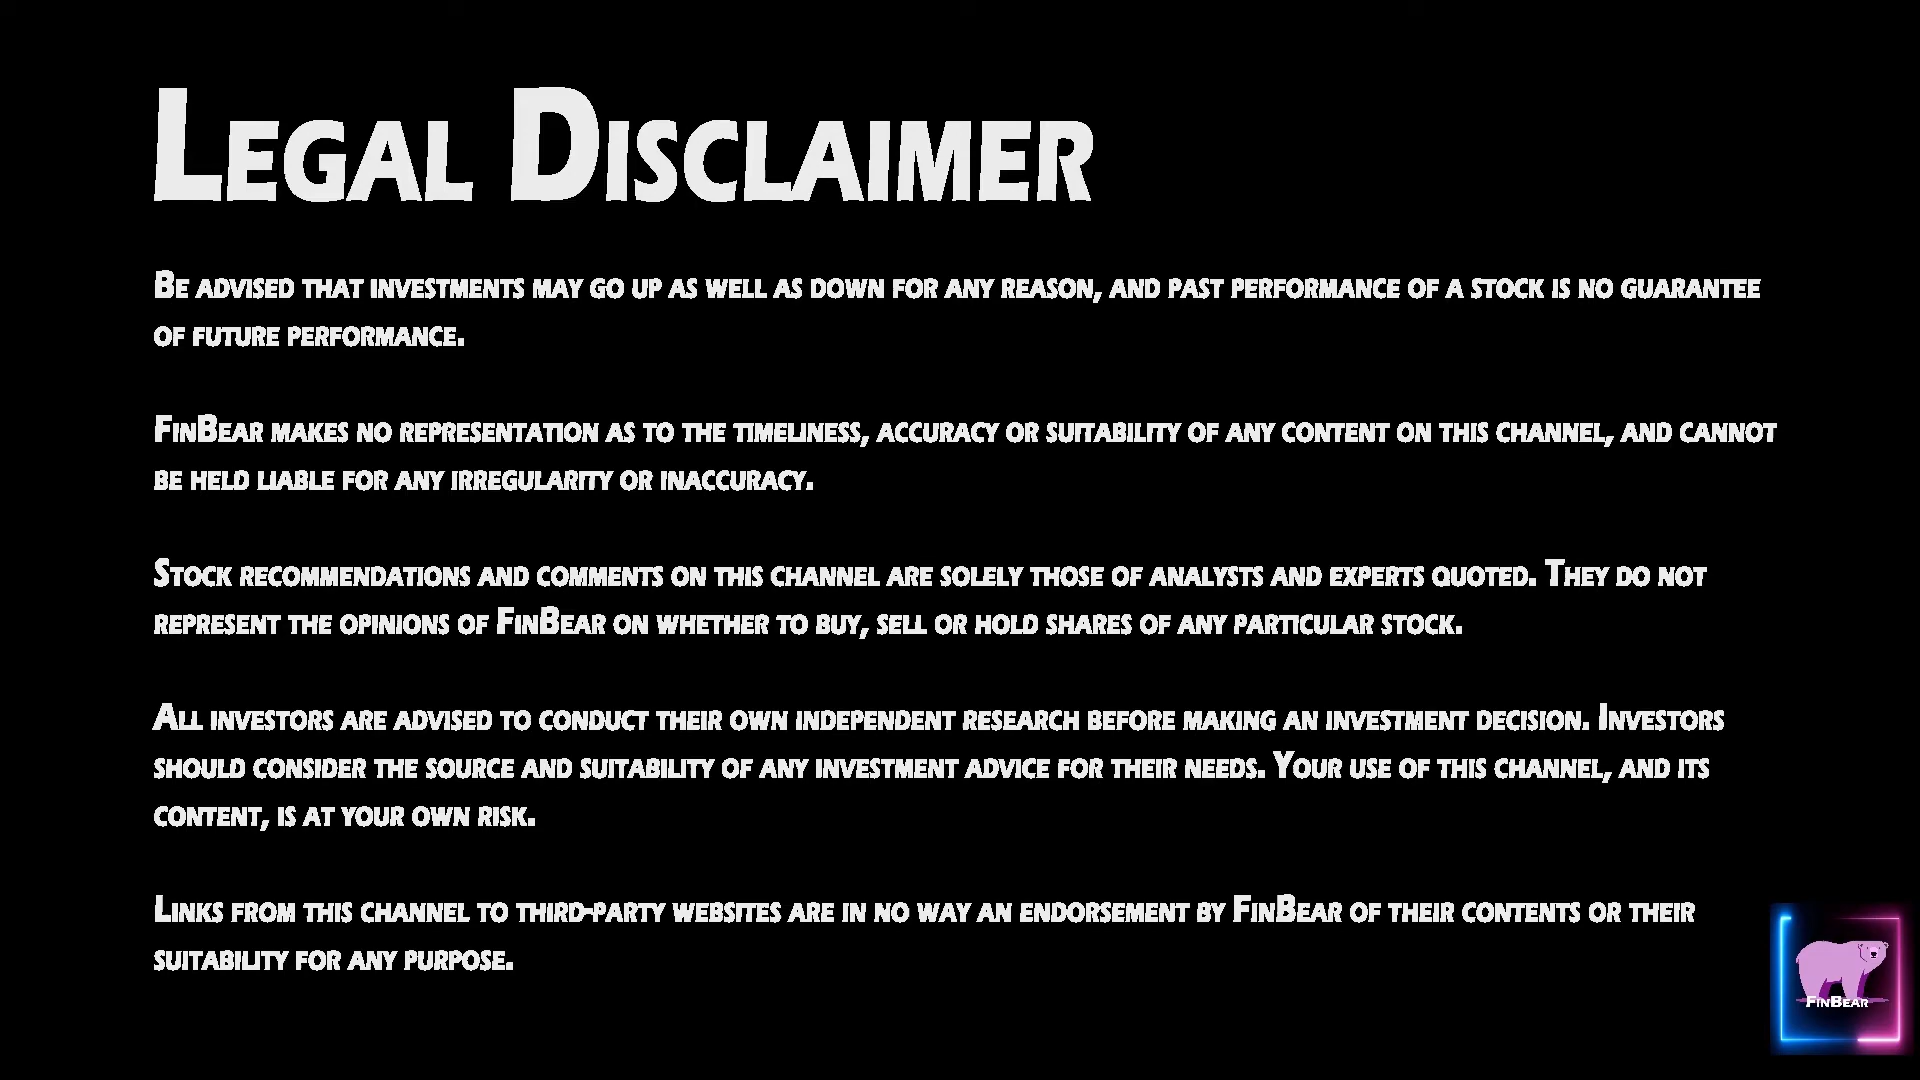 Legal Disclaimer
Be advised that investments may go up as well as down for any reason, and past performance of a stock is no guarantee
of future performance.
FinBear makes no representation as to the timeliness, accuracy or suitability of any content on this channel, and cannot
be held liable for any irregularity or inaccuracy.
Stock recommendations and comments on this channel are solely those of analysts and experts quoted. They do not
represent the opinions of FinBear on whether to buy, sell or hold shares of any particular stock.
All investors are advised to conduct their own independent research before making an investment decision. Investors
should consider the source and suitability of any investment advice for their needs. Your use of this channel, and its
content, is at your own risk.
Links from this channel to third-party websites are in no way an endorsement by FinBear of their contents or their
suitability for any purpose.
FinBear